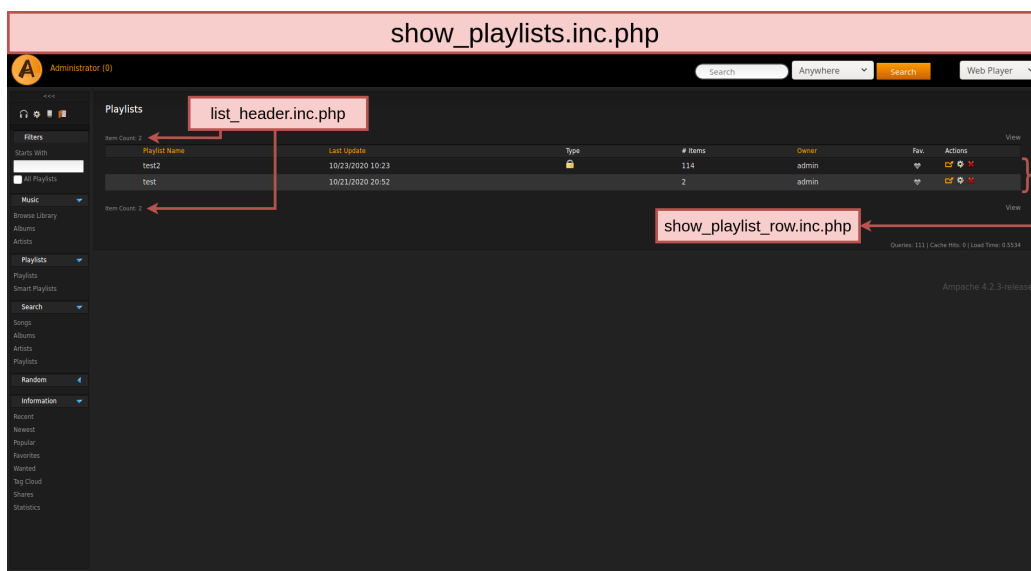 show_playlists.inc.php
Administrator (0)
Search
Anywhere
Search
Web Player
<<<
Playlists
list_header.inc.php
Filters
Item Count: 2
View
Starts With
Playlist Name Last Update Type # Items Owner Fav. Actions
test2 10/23/2020 10:23 114 admin
All Playlists
test 10/21/2020 20:52 2 admin
Music
Item Count: 2
View
Browse Library
Albums
Artists
show_playlist_row.inc.php
Queries: 111 | Cache Hits: 0 | Load Time: 0.5534
Playlists
Playlists
Smart Playlists
Ampache 4.2.3-release
Search
Songs
Albums
Artists
Playlists
Random
Information
Recent
Newest
Popular
Favorites
Wanted
Tag Cloud
Shares
Statistics